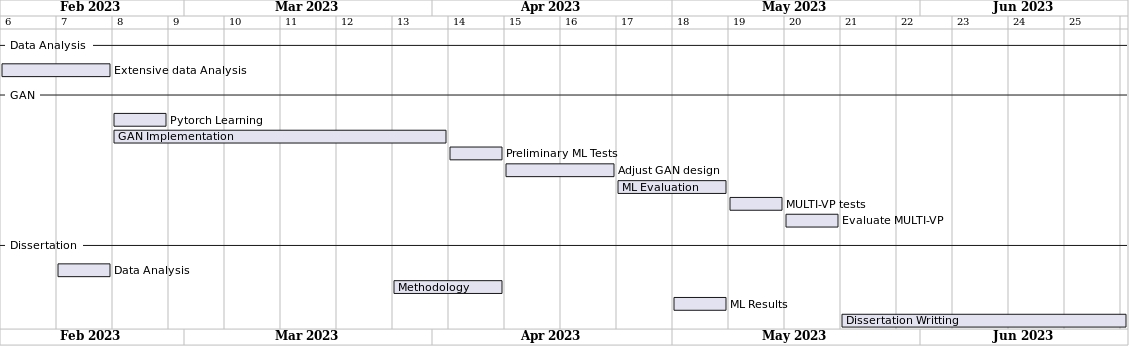 Feb 2023 Mar 2023 Apr 2023 May 2023 Jun 2023
6 7 8 9 10 11 12 13 14 15 16 17 18 19 20 21 22 23 24 25
Data Analysis
Extensive data Analysis
GAN
Pytorch Learning
GAN Implementation
Preliminary ML Tests
Adjust GAN design
ML Evaluation
MULTI-VP tests
Evaluate MULTI-VP
Dissertation
Data Analysis
Methodology
ML Results
Dissertation Writting
Feb 2023 Mar 2023 Apr 2023 May 2023 Jun 2023